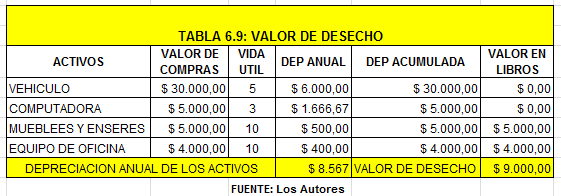 TABLA 6.9: VALOR DE DESECHO
ACTIVOS VALOR DE COMPRAS VIDA UTIL DEP ANUAL DEP ACUMULADA VALOR EN LIBROS
VEHICULO $ 30.000,00 5 $ 6.000,00 $ 30.000,00 $ 0,00
COMPUTADORA $ 5.000,00 3 $ 1.666,67 $ 5.000,00 $ 0,00
MUEBLEES Y ENSERES $ 5.000,00 10 $ 500,00 $ 5.000,00 $ 5.000,00
EQUIPO DE OFICINA $ 4.000,00 10 $ 400,00 $ 4.000,00 $ 4.000,00
DEPRECIACION ANUAL DE LOS ACTIVOS $ 8.567 VALOR DE DESECHO $ 9.000,00
FUENTE: Los Autores